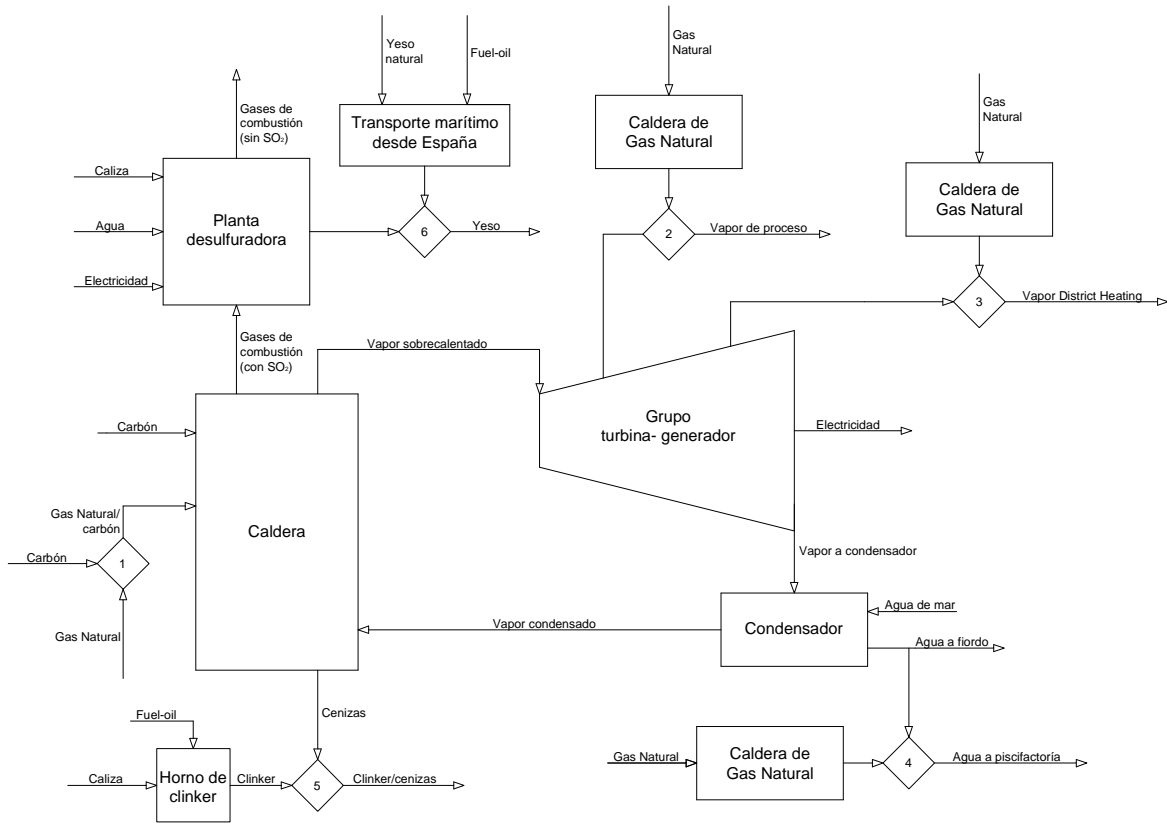 Yeso
natural
Fuel-oil
Gas
Natural
Gas
Natural
Gases de
combustión
(sin SO₂)
Transporte marítimo
desde España
Caldera de
Gas Natural
Caldera de
Gas Natural
Caliza
Agua
Electricidad
Planta
desulfuradora
6
Yeso
2
Vapor de proceso
3
Vapor District Heating
Gases de
combustión
(con SO₂)
Vapor sobrecalentado
Carbón
Grupo
turbina- generador
Electricidad
Gas Natural/
carbón
Caldera
Carbón
1
Gas Natural
Vapor a condensador
Agua de mar
Vapor condensado
Condensador
Agua a fiordo
Cenizas
Fuel-oil
Caliza
Horno de
clinker
Clinker
5
Clinker/cenizas
Gas Natural
Caldera de
Gas Natural
4
Agua a piscifactoría